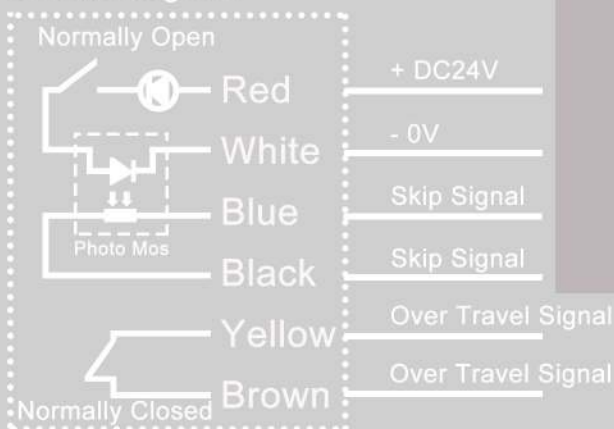 Normally Open
Red
+ DC24V
White
- 0V
Blue
Skip Signal
Photo Mos
Black
Skip Signal
Yellow
Over Travel Signal
Brown
Over Travel Signal
Normally Closed